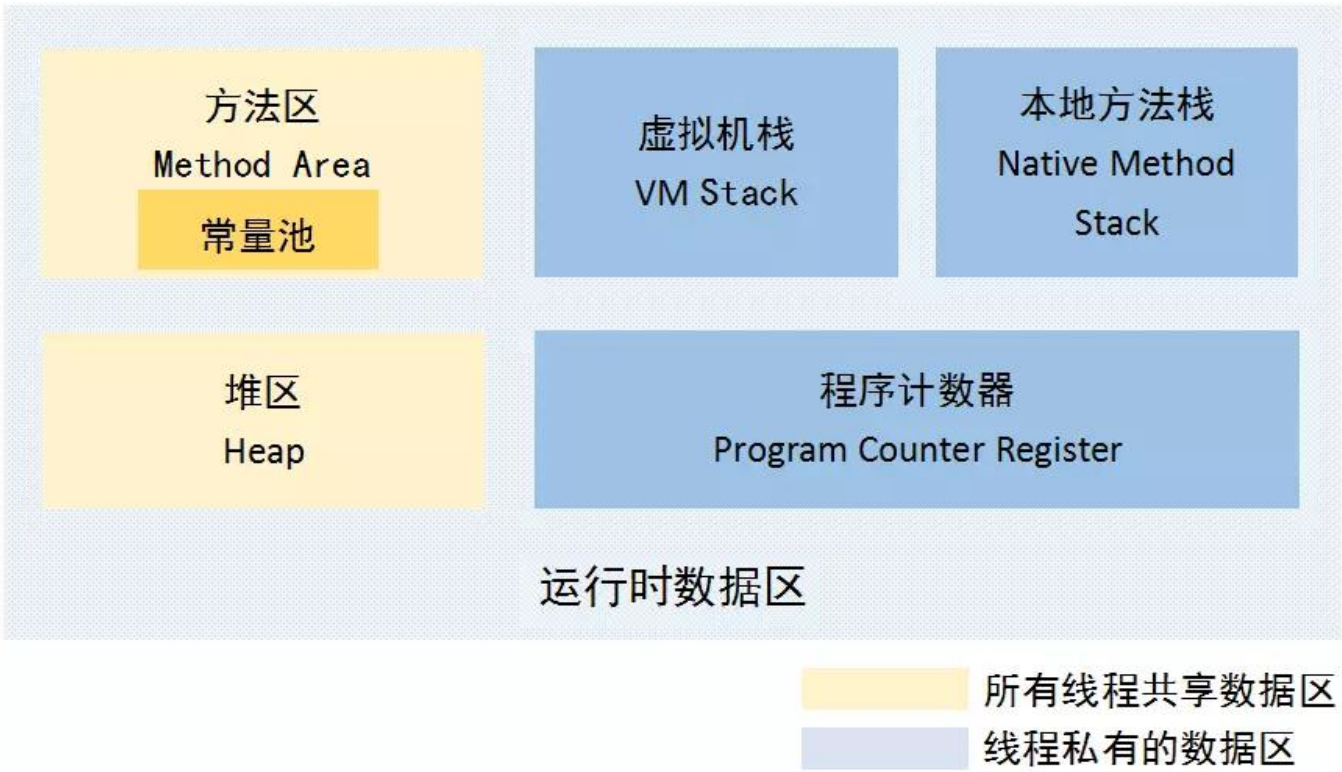 方法区
Method Area
常量池
虚拟机栈
VM Stack
本地方法栈
Native Method
Stack
堆区
Heap
程序计数器
Program Counter Register
运行时数据区
所有线程共享数据区
线程私有的数据区